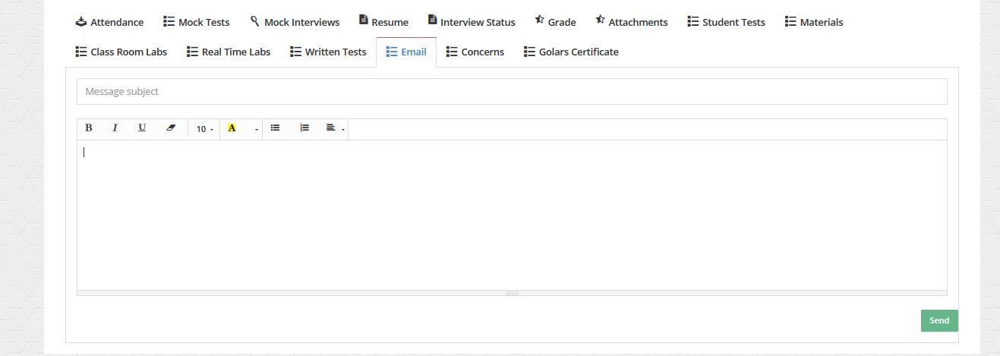 Attendance Mock Tests Mock Interviews Resume Interview Status Grade Attachments Student Tests Materials
Class Room Labs Real Time Labs Written Tests Email Concerns Golars Certificate
Message subject
B I U 10 A
Send